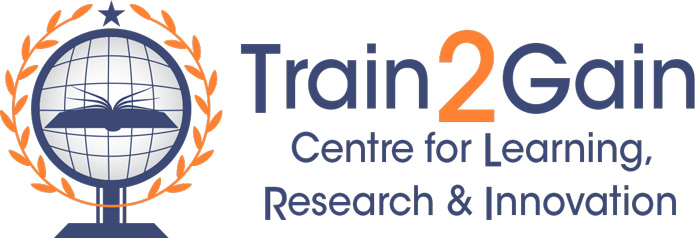 Train2Gain
Centre for Learning,
Research & Innovation